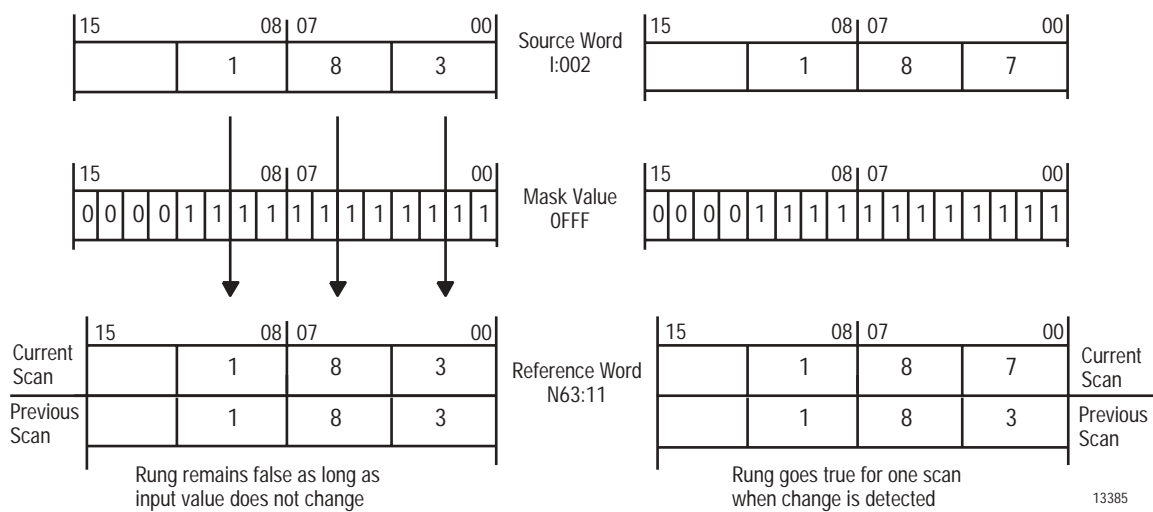 15 08 07 00
1 8 3
Source Word
I:002
15 08 07 00
1 8 7
15 08 07 00
0 0 0 0 1 1 1 1 1 1 1 1 1 1 1 1
Mask Value
0FFF
15 08 07 00
0 0 0 0 1 1 1 1 1 1 1 1 1 1 1 1
15 08 07 00
Current
Scan
1 8 3
Previous
Scan
1 8 3
Reference Word
N63:11
15 08 07 00
1 8 7
Current
Scan
1 8 3
Previous
Scan
Rung remains false as long as
input value does not change
Rung goes true for one scan
when change is detected
13385